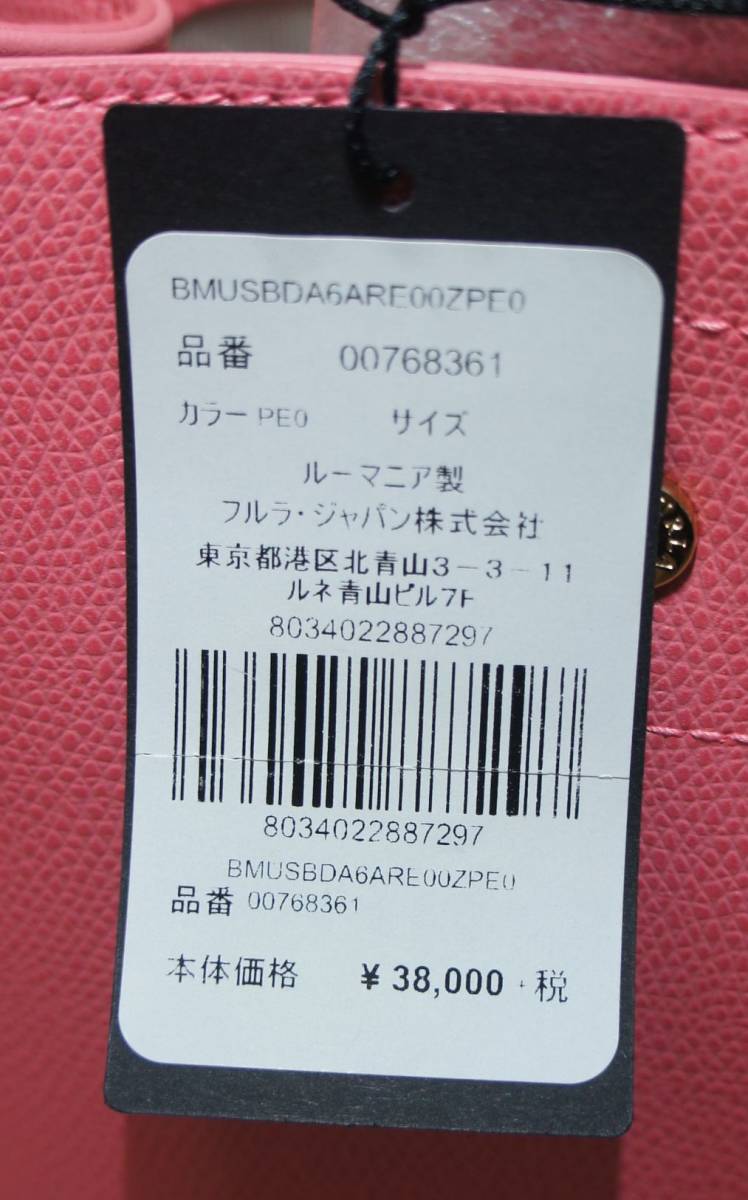 BMUSBDA6ARE00ZPE0
品番 00768361
カラー PE0 サイズ
ルーマニア製
フルラ・ジャパン株式会社
東京都港区北青山3-3-11
ルネ青山ビル7F
8034022887297
8034022887297
BMUSBDA6ARE00ZPE0
品番 00768361
本体価格 ¥ 38,000 +税